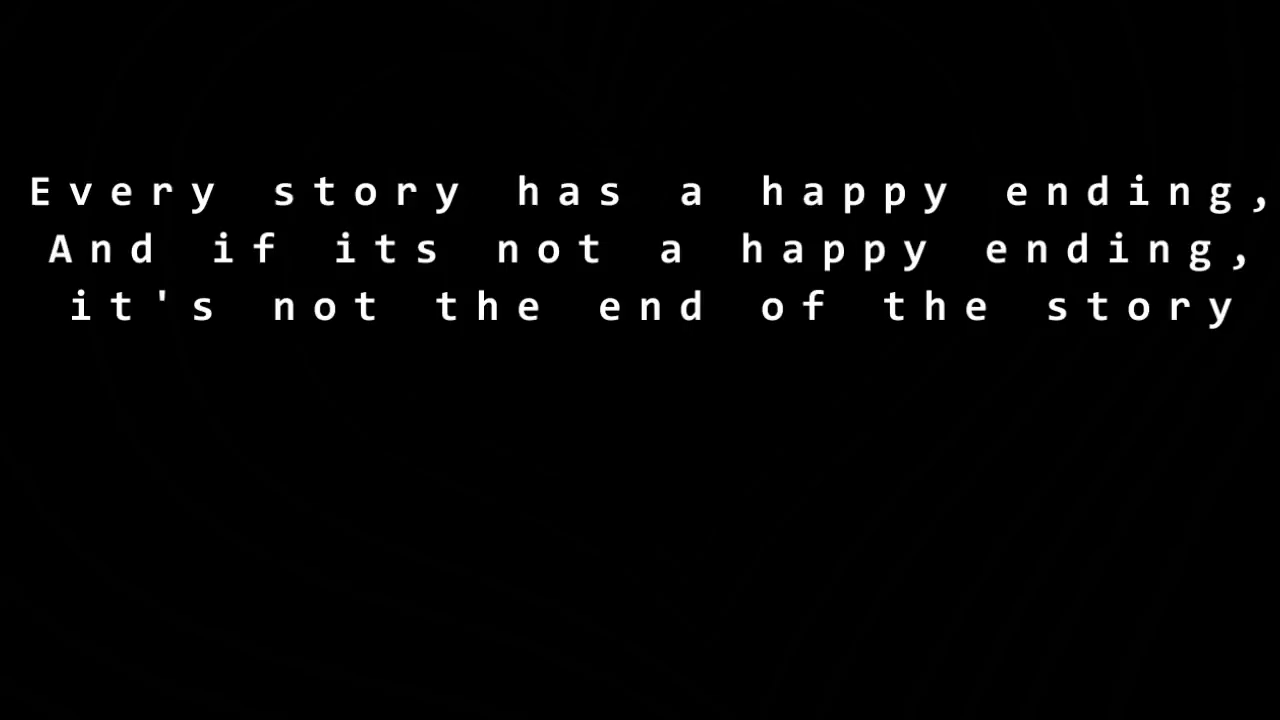 Every story has a happy ending,
And if its not a happy ending,
it's not the end of the story